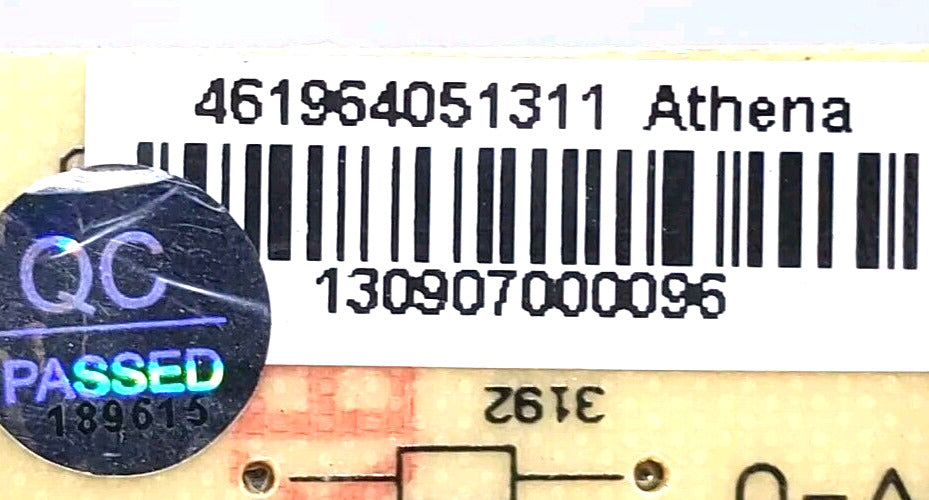 461964051311 Athena
130907000096
QC
PASSED
189615
3192